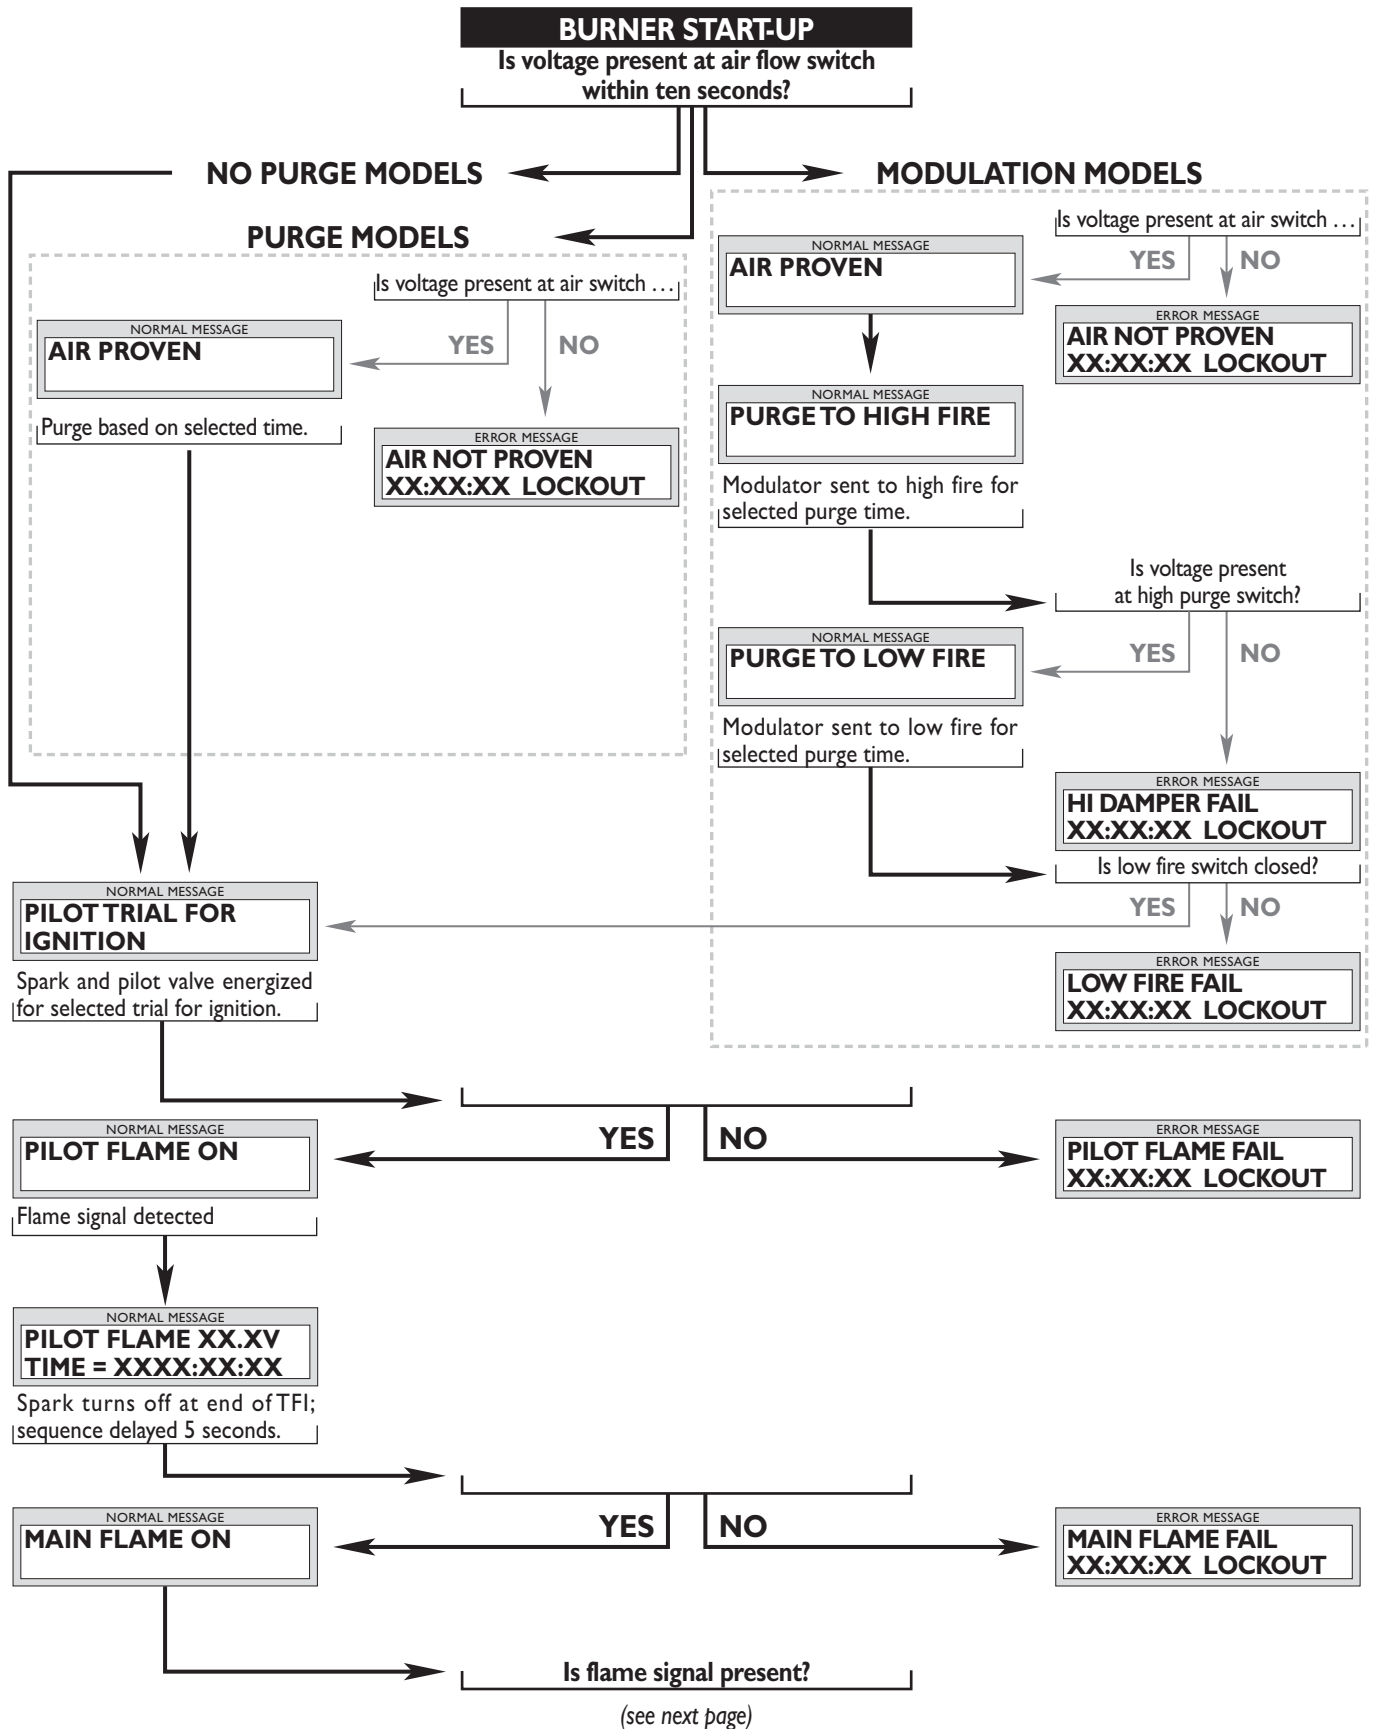 BURNER START-UP
Is voltage present at air flow switch
within ten seconds?
NO PURGE MODELS
MODULATION MODELS
PURGE MODELS
Is voltage present at air switch …
YES
NO
NORMAL MESSAGE
AIR PROVEN
Purge based on selected time.
ERROR MESSAGE
AIR NOT PROVEN
XX:XX:XX LOCKOUT
Is voltage present at air switch …
YES
NO
NORMAL MESSAGE
AIR PROVEN
ERROR MESSAGE
AIR NOT PROVEN
XX:XX:XX LOCKOUT
NORMAL MESSAGE
PURGE TO HIGH FIRE
Modulator sent to high fire for
selected purge time.
Is voltage present
at high purge switch?
YES
NO
NORMAL MESSAGE
PURGE TO LOW FIRE
Modulator sent to low fire for
selected purge time.
ERROR MESSAGE
HI DAMPER FAIL
XX:XX:XX LOCKOUT
Is low fire switch closed?
YES
NO
ERROR MESSAGE
LOW FIRE FAIL
XX:XX:XX LOCKOUT
NORMAL MESSAGE
PILOT TRIAL FOR
IGNITION
Spark and pilot valve energized
for selected trial for ignition.
YES
NO
NORMAL MESSAGE
PILOT FLAME ON
Flame signal detected
ERROR MESSAGE
PILOT FLAME FAIL
XX:XX:XX LOCKOUT
NORMAL MESSAGE
PILOT FLAME XX.XV
TIME = XXXX:XX:XX
Spark turns off at end of TFI;
sequence delayed 5 seconds.
YES
NO
NORMAL MESSAGE
MAIN FLAME ON
ERROR MESSAGE
MAIN FLAME FAIL
XX:XX:XX LOCKOUT
Is flame signal present?
(see next page)